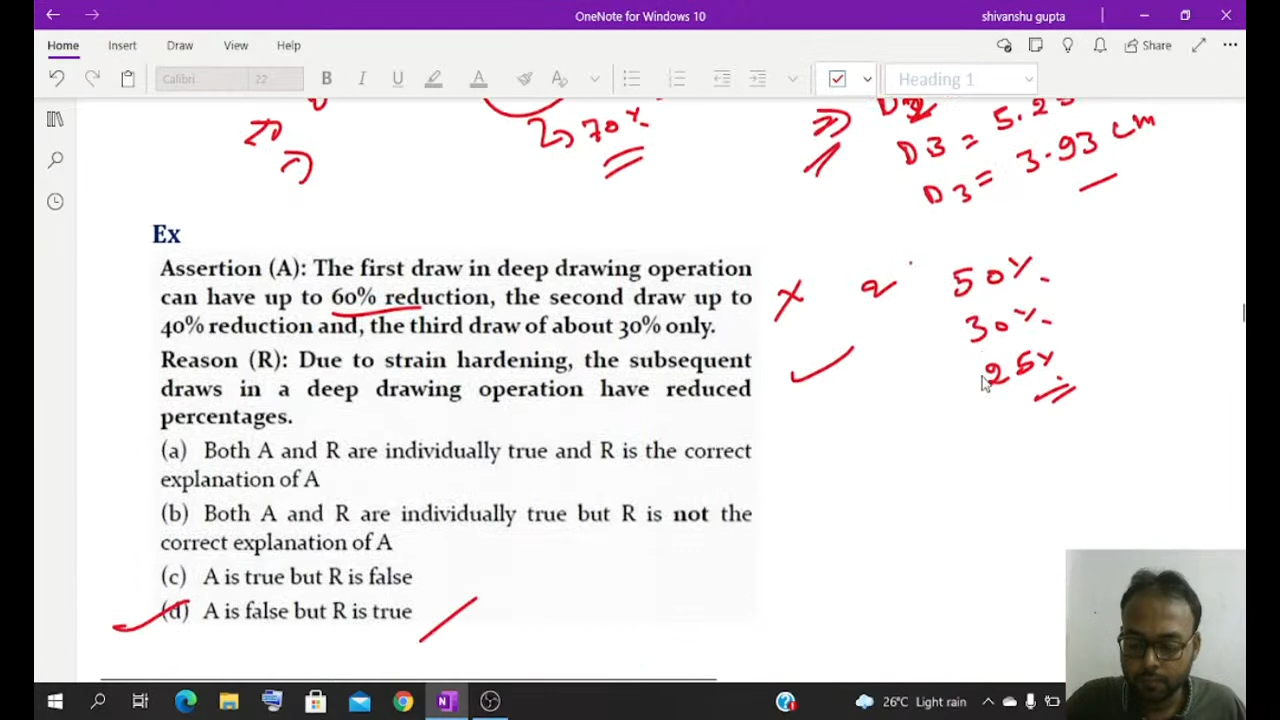 OneNote for Windows 10
shivanshu gupta
Home Insert Draw View Help
Share
Calibri 22 B I U A Heading 1
70%
D2
D3 = 5.25
D3 = 3.93 cm
Ex
Assertion (A): The first draw in deep drawing operation
can have up to 60% reduction, the second draw up to
40% reduction and, the third draw of about 30% only.
Reason (R): Due to strain hardening, the subsequent
draws in a deep drawing operation have reduced
percentages.
(a) Both A and R are individually true and R is the correct
explanation of A
(b) Both A and R are individually true but R is not the
correct explanation of A
(c) A is true but R is false
(d) A is false but R is true
50%.
30%.
25%.
26°C Light rain